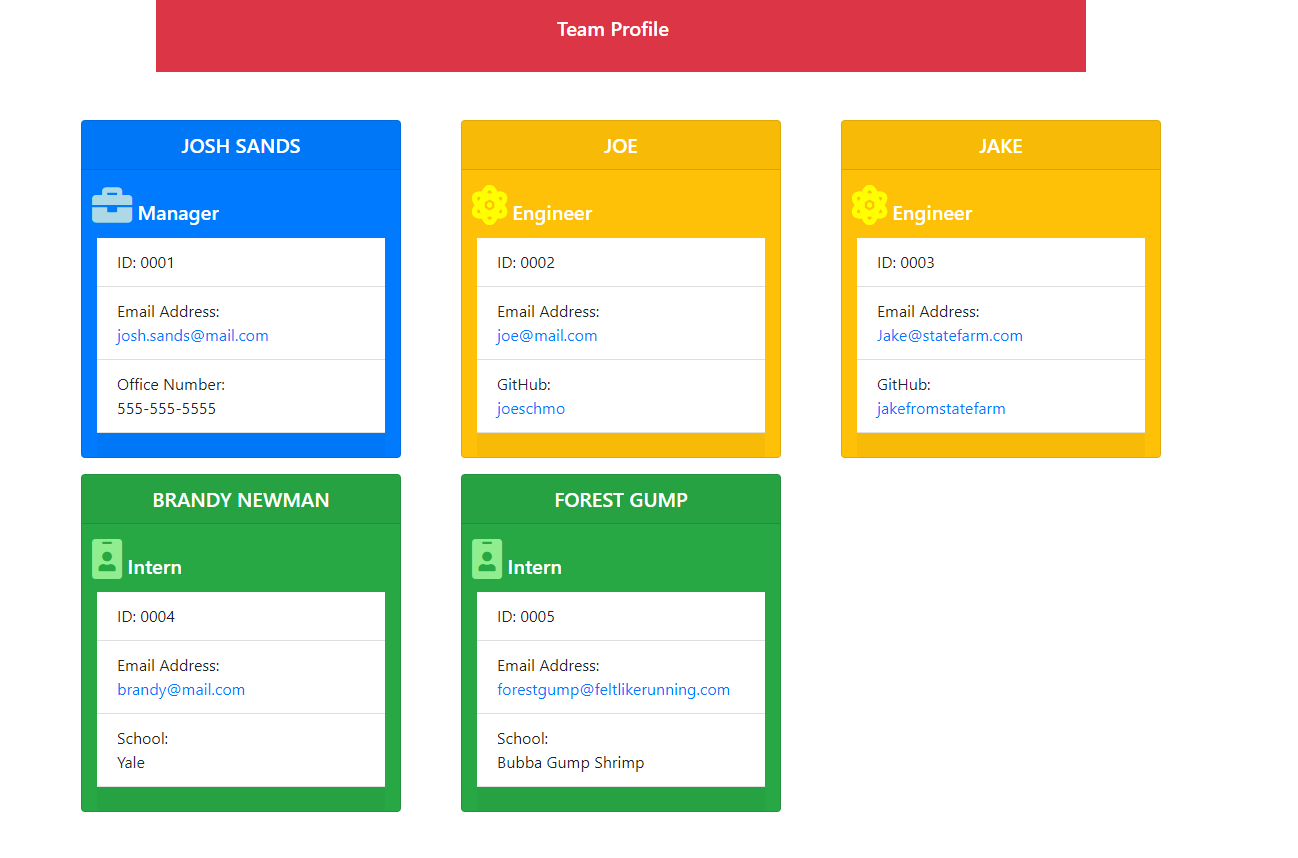 Team Profile
JOSH SANDS
Manager
ID: 0001
Email Address:
josh.sands@mail.com
Office Number:
555-555-5555
JOE
Engineer
ID: 0002
Email Address:
joe@mail.com
GitHub:
joeschmo
JAKE
Engineer
ID: 0003
Email Address:
Jake@statefarm.com
GitHub:
jakefromstatefarm
BRANDY NEWMAN
Intern
ID: 0004
Email Address:
brandy@mail.com
School:
Yale
FOREST GUMP
Intern
ID: 0005
Email Address:
forestgump@feltlikerunning.com
School:
Bubba Gump Shrimp